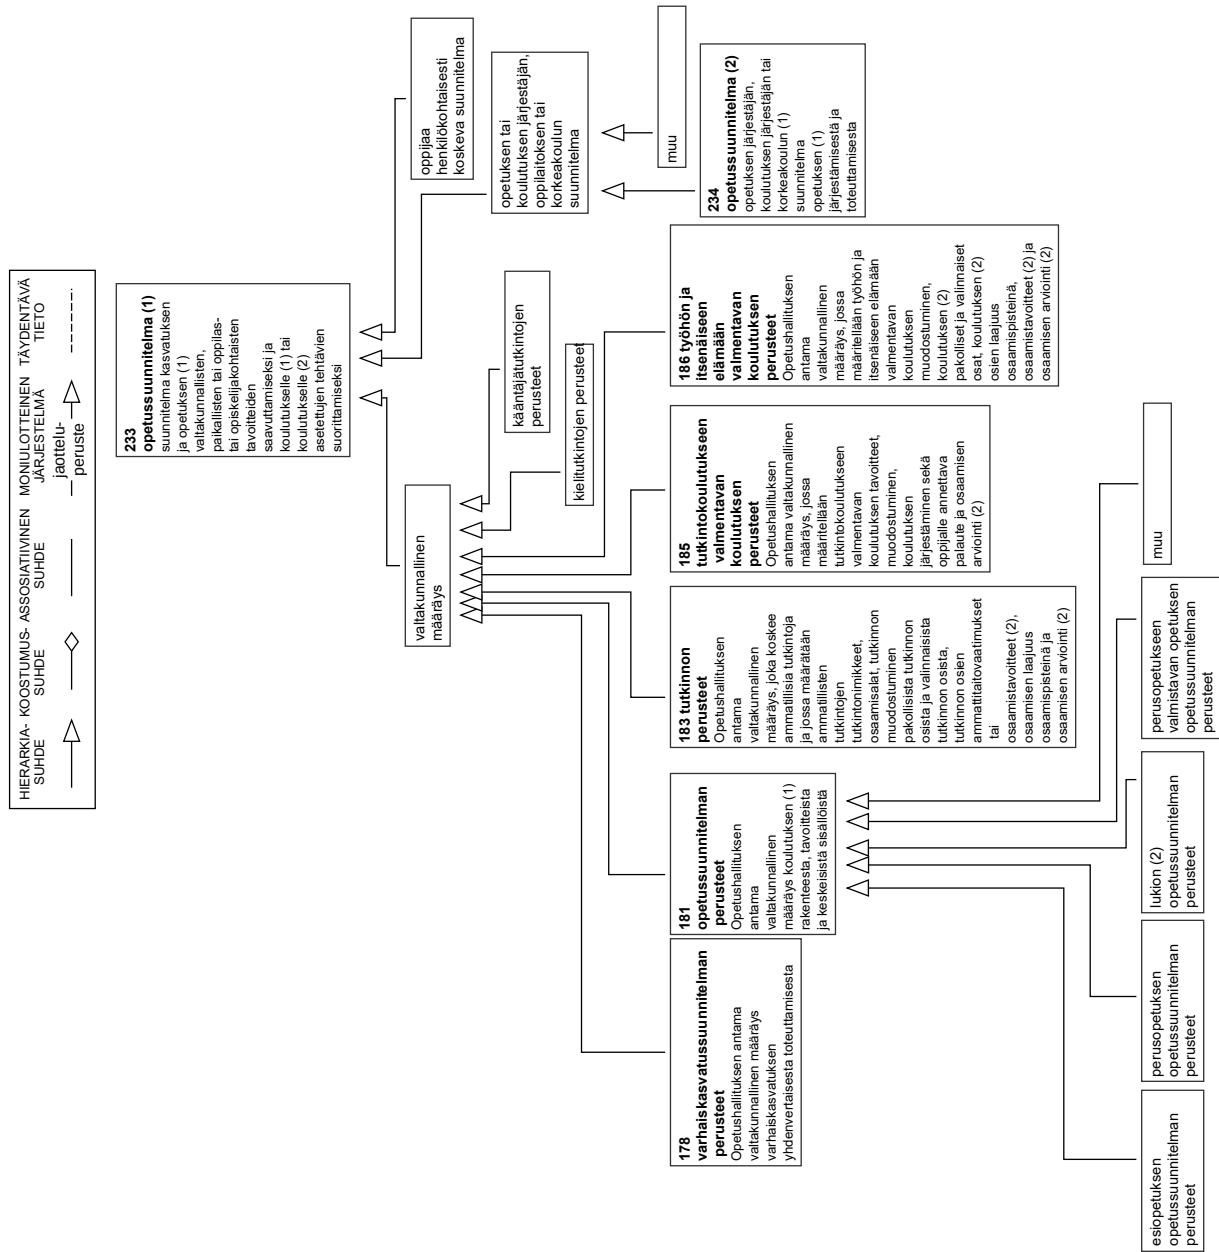 HIERARKIA-
SUHDE
KOOSTUMUS-
SUHDE
ASSOSIATIIVINEN
SUHDE
MONIULOTTEINEN
JÄRJESTELMÄ
jaottelu-
peruste
TÄYDENTÄVÄ
TIETO
233
opetussuunnitelma (1)
suunnitelma kasvatuksen
ja opetuksen (1)
valtakunnallisten,
paikallisten tai oppilas-
tai opiskelijakohtaisten
tavoitteiden
saavuttamiseksi ja
koulutukselle (1) tai
koulutukselle (2)
asetettujen tehtävien
suorittamiseksi
valtakunnallinen
määräys
oppijaa
henkilökohtaisesti
koskeva suunnitelma
opetuksen tai
koulutuksen järjestäjän,
oppilaitoksen tai
korkeakoulun
suunnitelma
kielitutkintojen perusteet
kääntäjätutkintojen
perusteet
muu
178
varhaiskasvatussuunnitelman
perusteet
Opetushallituksen antama
valtakunnallinen määräys
varhaiskasvatuksen
yhdenvertaisesta toteuttamisesta
181
opetussuunnitelman
perusteet
Opetushallituksen
antama
valtakunnallinen
määräys koulutuksen (1)
rakenteesta, tavoitteista
ja keskeisistä sisällöistä
183 tutkinnon
perusteet
Opetushallituksen
antama
valtakunnallinen
määräys, joka koskee
ammatillisia tutkintoja
ja jossa määrätään
ammatillisten
tutkintojen
tutkintonimikkeet,
osaamisalat, tutkinnon
muodostuminen
pakollisista tutkinnon
osista ja valinnaisista
tutkinnon osista,
tutkinnon osien
ammattitaitovaatimukset
tai
osaamistavoitteet (2),
osaamisen laajuus
osaamispisteinä ja
osaamisen arviointi (2)
185
tutkintokoulutukseen
valmentavan
koulutuksen
perusteet
Opetushallituksen
antama valtakunnallinen
määräys, jossa
määritellään
tutkintokoulutukseen
valmentavan
koulutuksen tavoitteet,
muodostuminen,
koulutuksen
järjestäminen sekä
oppijalle annettava
palaute ja osaamisen
arviointi (2)
186 työhön ja
itsenäiseen
elämään
valmentavan
koulutuksen
perusteet
Opetushallituksen
antama
valtakunnallinen
määräys, jossa
määritellään työhön ja
itsenäiseen elämään
valmentavan
koulutuksen
muodostuminen,
koulutuksen (2)
pakolliset ja valinnaiset
osat, koulutuksen (2)
osien laajuus
osaamispisteinä,
osaamistavoitteet (2) ja
osaamisen arviointi (2)
234
opetussuunnitelma (2)
opetuksen järjestäjän,
koulutuksen järjestäjän tai
korkeakoulun (1)
suunnitelma
opetuksen (1)
järjestämisestä ja
toteuttamisesta
esiopetuksen
opetussuunnitelman
perusteet
perusopetuksen
opetussuunnitelman
perusteet
lukion (2)
opetussuunnitelman
perusteet
perusopetukseen
valmistavan opetuksen
opetussuunnitelman
perusteet
muu